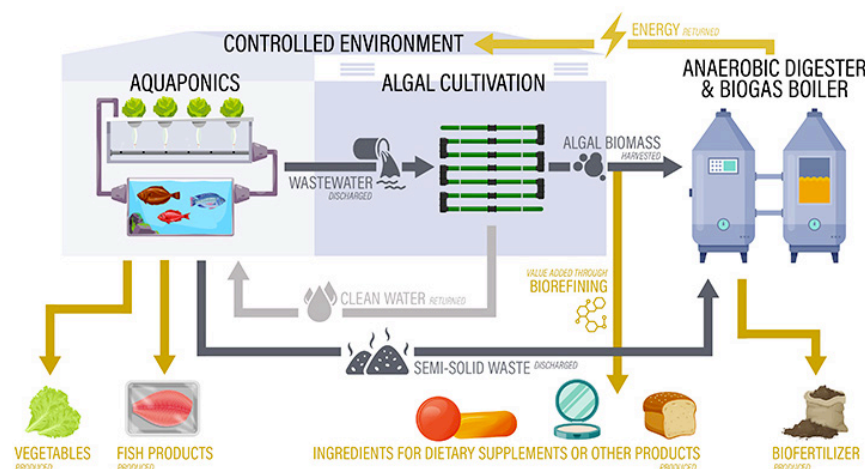 ENERGY RETURNED
CONTROLLED ENVIRONMENT
AQUAPONICS
ALGAL CULTIVATION
ANAEROBIC DIGESTER
& BIOGAS BOILER
WASTEWATER
DISCHARGED
ALGAL BIOMASS
HARVESTED
CLEAN WATER RETURNED
VALUE ADDED THROUGH
BIOREFINING
SEMI-SOLID WASTE DISCHARGED
VEGETABLES
PRODUCED
FISH PRODUCTS
PRODUCED
INGREDIENTS FOR DIETARY SUPPLEMENTS OR OTHER PRODUCTS
PRODUCED
BIOFERTILIZER
PRODUCED